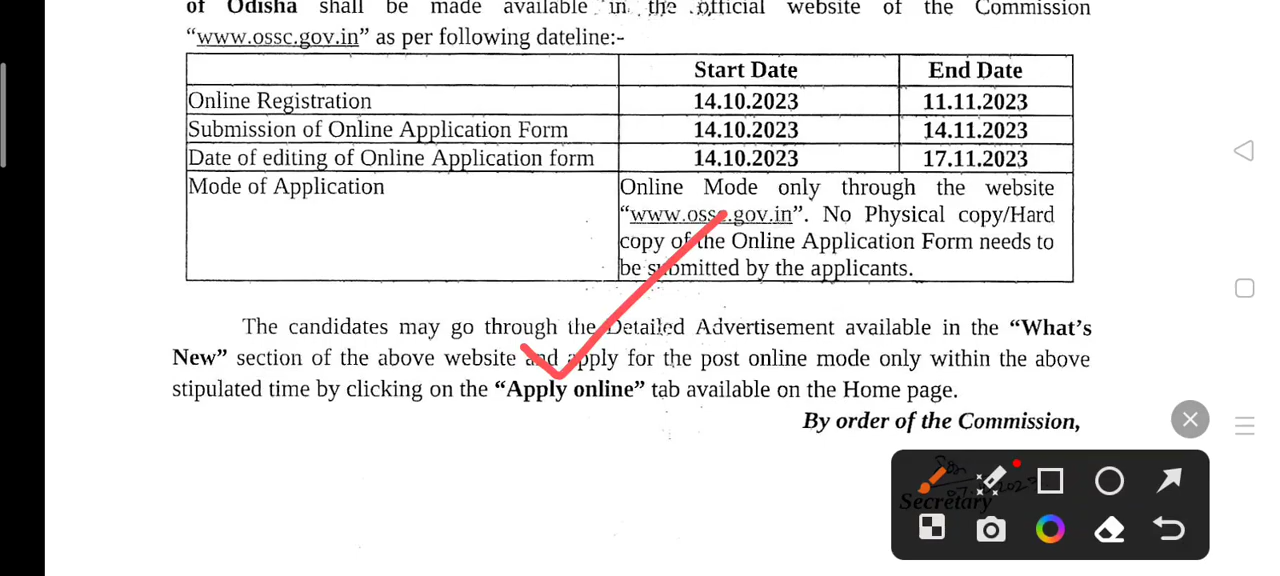 of Odisha shall be made available in the official website of the Commission
“www.ossc.gov.in” as per following dateline:-
Start Date End Date
Online Registration 14.10.2023 11.11.2023
Submission of Online Application Form 14.10.2023 14.11.2023
Date of editing of Online Application form 14.10.2023 17.11.2023
Mode of Application Online Mode only through the website
“www.ossc.gov.in”. No Physical copy/Hard
copy of the Online Application Form needs to
be submitted by the applicants.
The candidates may go through the Detailed Advertisement available in the “What’s
New” section of the above website and apply for the post online mode only within the above
stipulated time by clicking on the “Apply online” tab available on the Home page.
By order of the Commission,
Secretary